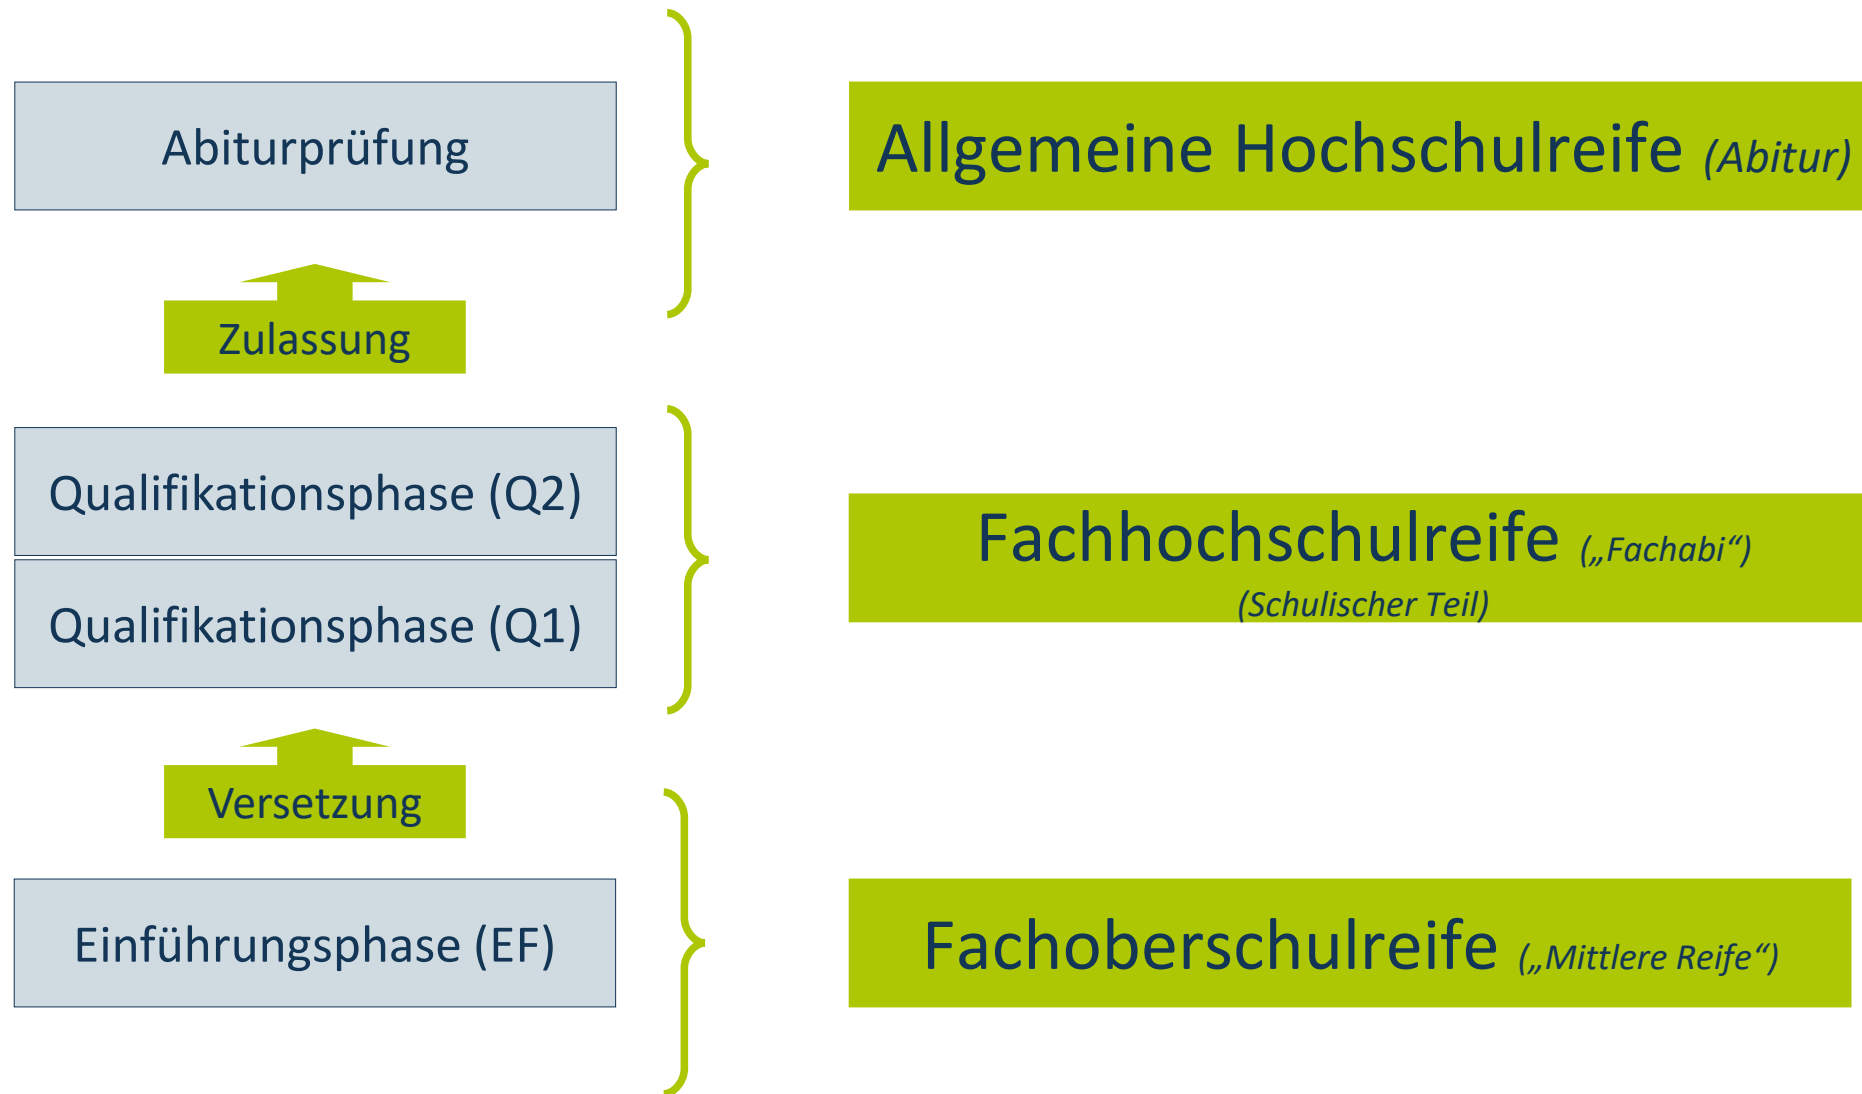 Abiturprüfung
Allgemeine Hochschulreife (Abitur)
Zulassung
Qualifikationsphase (Q2)
Qualifikationsphase (Q1)
Fachhochschulreife („Fachabi“)
(Schulischer Teil)
Versetzung
Einführungsphase (EF)
Fachoberschulreife („Mittlere Reife“)